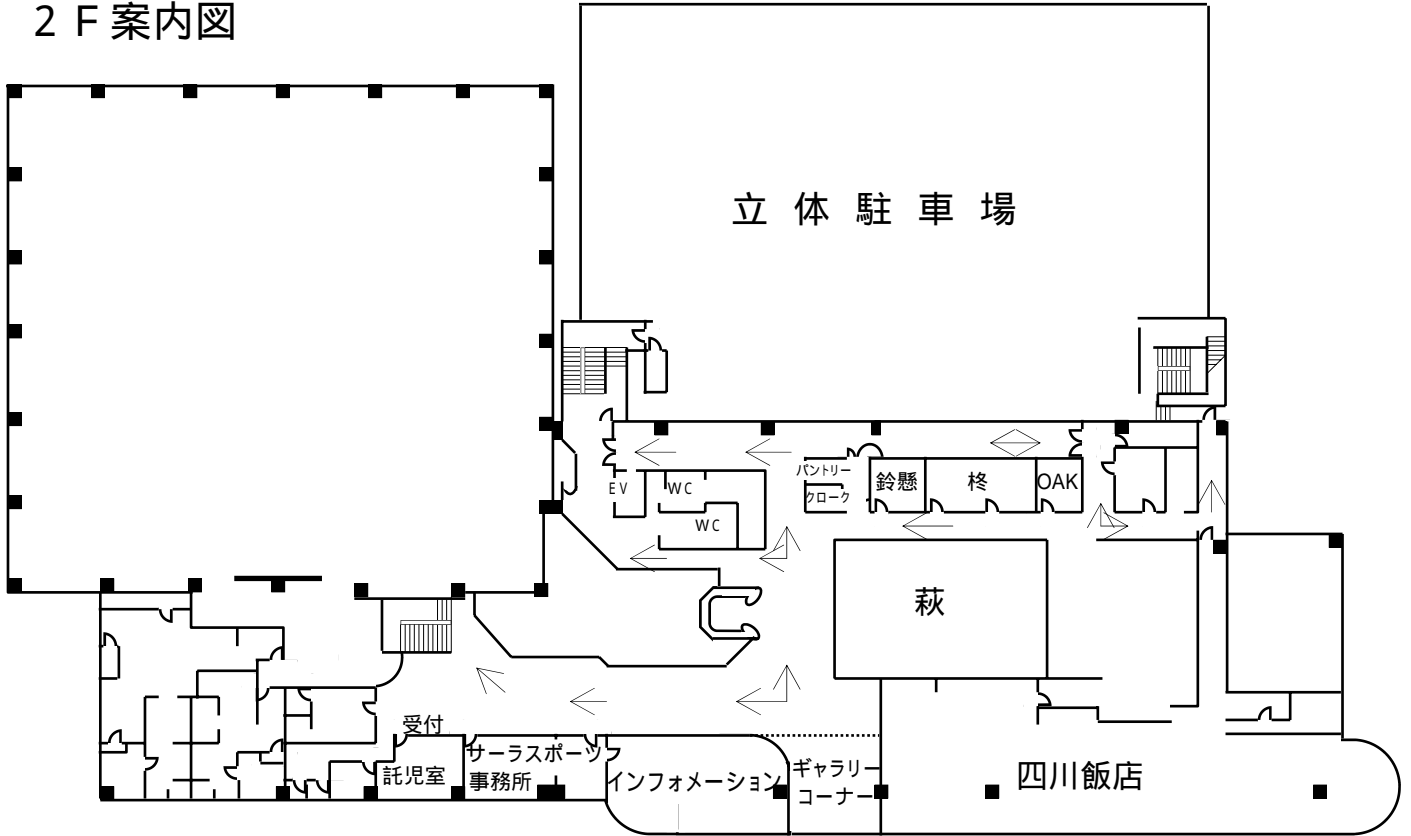 2F案内図
立体駐車場
パントリー
クローク
鈴懸
柊
OAK
EV
WC
WC
萩
受付
託児室
サーラスポーツ
事務所
インフォメーション
ギャラリー
コーナー
四川飯店